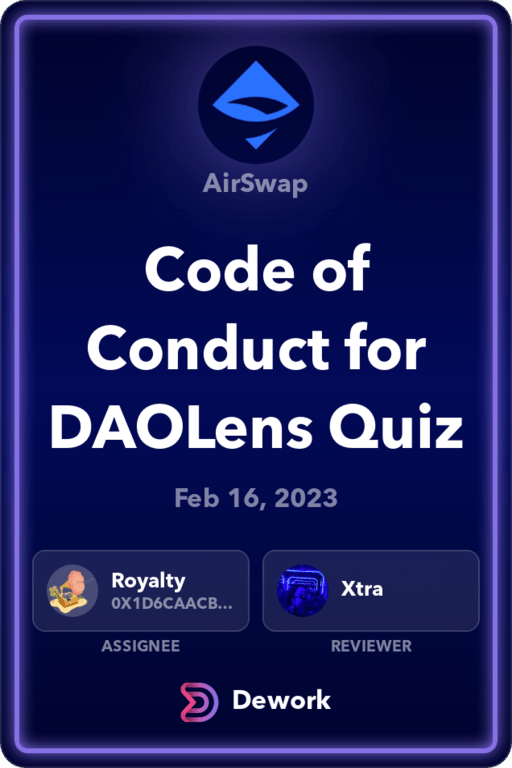 AirSwap
Code of
Conduct for
DAOLens Quiz
Feb 16, 2023
Royalty
0X1D6CAACB...
Xtra
ASSIGNEE
REVIEWER
Dework